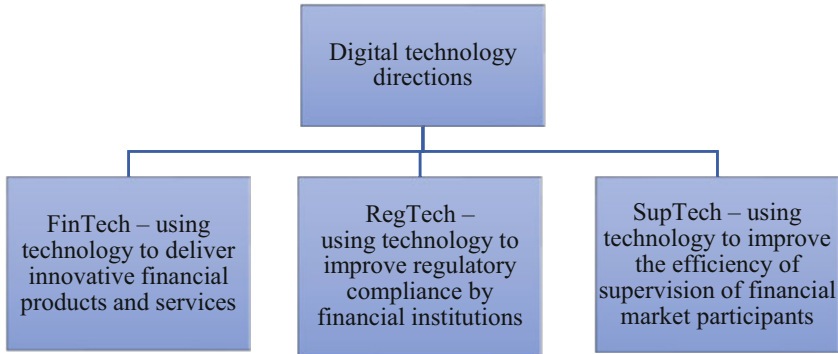 Digital technology
directions
FinTech – using
technology to deliver
innovative financial
products and services
RegTech –
using technology to
improve regulatory
compliance by
financial institutions
SupTech – using
technology to improve
the efficiency of
supervision of financial
market participants